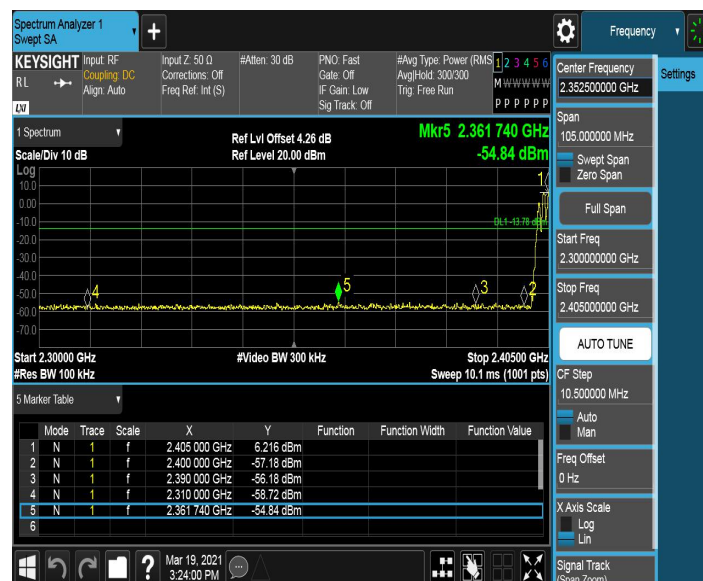 Spectrum Analyzer 1
Swept SA
+
Frequency
KEYSIGHT
RL
LXI
Input: RF
Coupling: DC
Align: Auto
Input Z: 50 Ω
Corrections: Off
Freq Ref: Int (S)
#Atten: 30 dB
PNO: Fast
Gate: Off
IF Gain: Low
Sig Track: Off
#Avg Type: Power (RMS
Avg|Hold: 300/300
Trig: Free Run
1 2 3 4 5 6
M W W W W W
P P P P P P
Center Frequency
2.352500000 GHz
Settings
Span
105.000000 MHz
Swept Span
Zero Span
Full Span
Start Freq
2.300000000 GHz
Stop Freq
2.405000000 GHz
AUTO TUNE
CF Step
10.500000 MHz
Auto
Man
Freq Offset
0 Hz
X Axis Scale
Log
Lin
Signal Track
(Span Zoom)
1 Spectrum
Scale/Div 10 dB
Ref Lvl Offset 4.26 dB
Ref Level 20.00 dBm
Mkr5 2.361 740 GHz
-54.84 dBm
Log
10.0
0.00
-10.0
-20.0
-30.0
-40.0
-50.0
-60.0
-70.0
DL1 -13.78 dBm
1
4
5
3
2
Start 2.30000 GHz
#Video BW 300 kHz
Stop 2.40500 GHz
#Res BW 100 kHz
Sweep 10.1 ms (1001 pts)
5 Marker Table
Mode Trace Scale X Y Function Function Width Function Value
1 N 1 f 2.405 000 GHz 6.216 dBm
2 N 1 f 2.400 000 GHz -57.18 dBm
3 N 1 f 2.390 000 GHz -56.18 dBm
4 N 1 f 2.310 000 GHz -58.72 dBm
5 N 1 f 2.361 740 GHz -54.84 dBm
6
?
Mar 19, 2021
3:24:00 PM